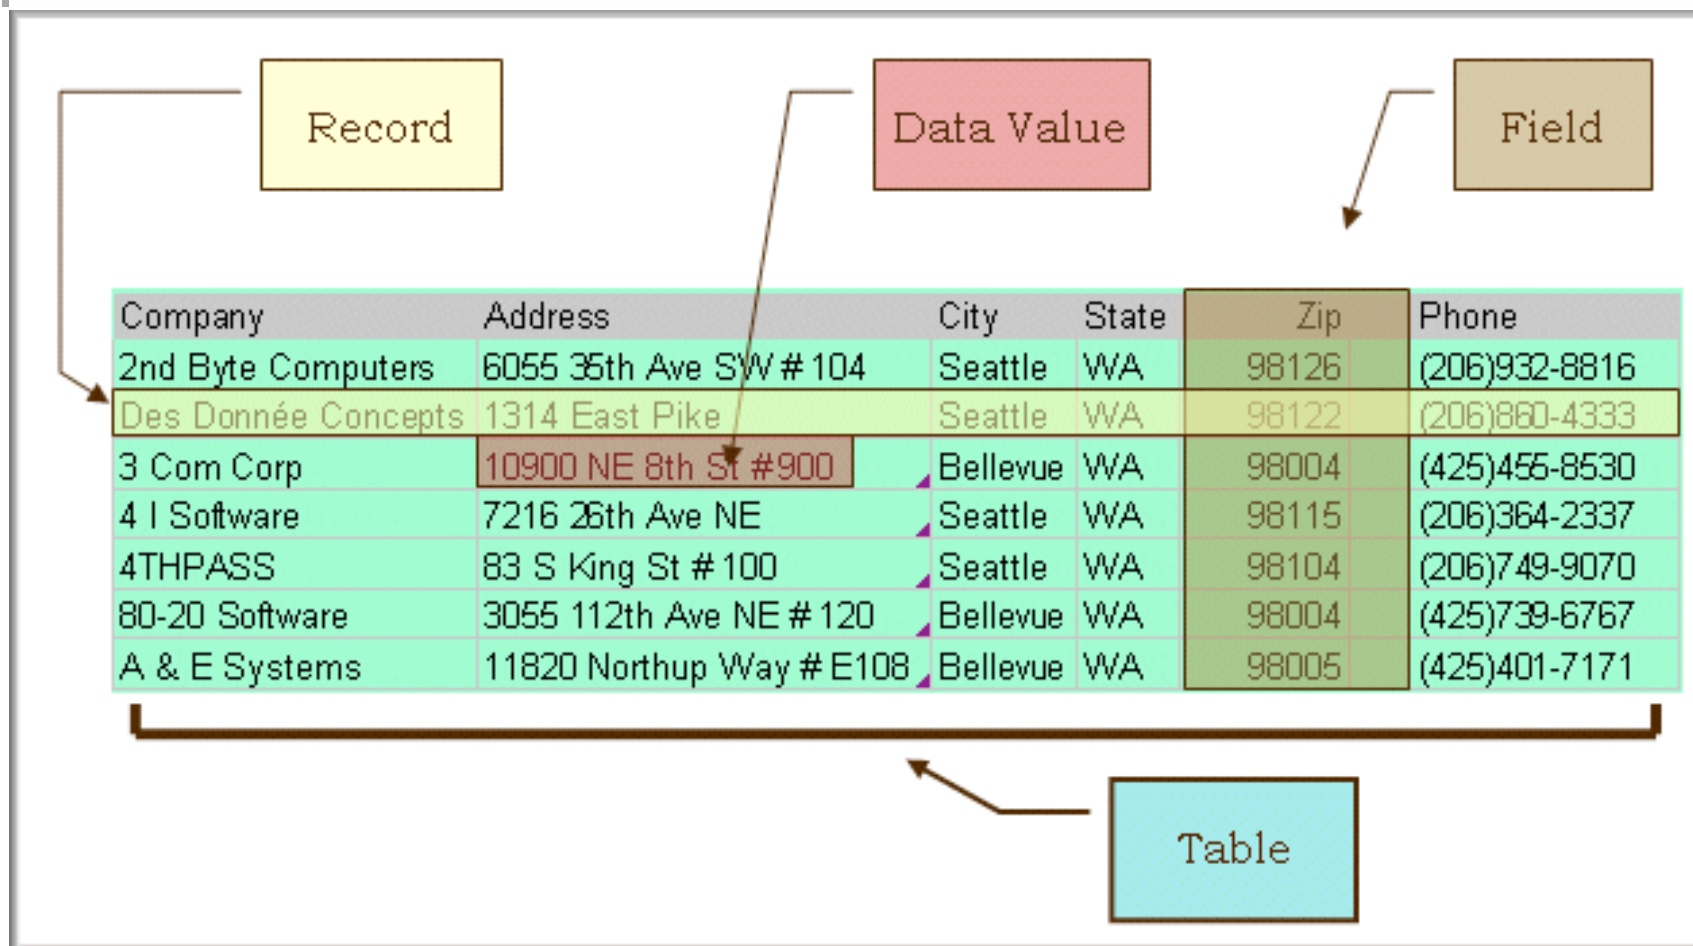 Record Data Value Field
Company Address City State Zip Phone
2nd Byte Computers 6055 35th Ave SW # 104 Seattle WA 98126 (206)932-8816
Des Donnée Concepts 1314 East Pike Seattle WA 98122 (206)860-4333
3 Com Corp 10900 NE 8th St #900 Bellevue WA 98004 (425)455-8530
4 I Software 7216 26th Ave NE Seattle WA 98115 (206)364-2337
4THPASS 83 S King St # 100 Seattle WA 98104 (206)749-9070
80-20 Software 3055 112th Ave NE # 120 Bellevue WA 98004 (425)739-6767
A & E Systems 11820 Northup Way # E108 Bellevue WA 98005 (425)401-7171
Table